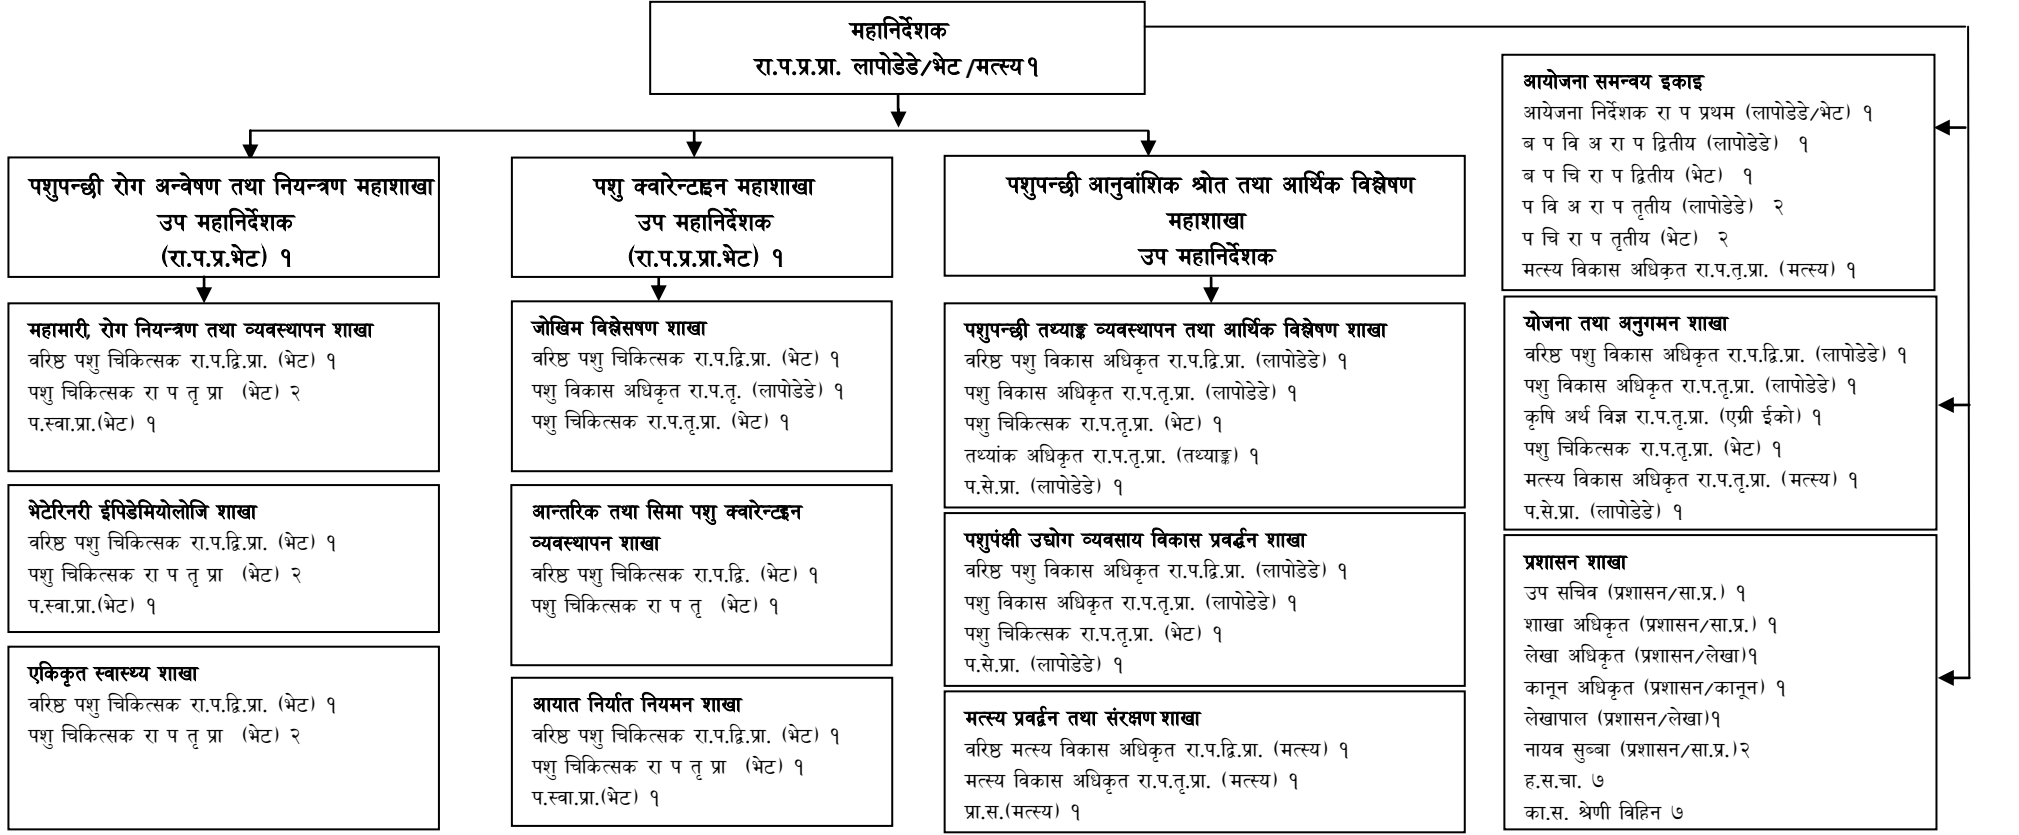 महानिर्देशक
रा.प.प्र.प्रा. लापोडेडे/भेट/मत्स्य १
पशुपन्छी रोग अन्वेषण तथा नियन्त्रण महाशाखा
उप महानिर्देशक
(रा.प.प्र.भेट) १
महामारी, रोग नियन्त्रण तथा व्यवस्थापन शाखा
वरिष्ठ पशु चिकित्सक रा.प.द्वि.प्रा. (भेट) १
पशु चिकित्सक रा प तृ प्रा (भेट) २
प.स्वा.प्रा.(भेट) १
भेटेरिनरी ईपिडेमियोलोजि शाखा
वरिष्ठ पशु चिकित्सक रा.प.द्वि.प्रा. (भेट) १
पशु चिकित्सक रा प तृ प्रा (भेट) २
प.स्वा.प्रा.(भेट) १
एकिकृत स्वास्थ्य शाखा
वरिष्ठ पशु चिकित्सक रा.प.द्वि.प्रा. (भेट) १
पशु चिकित्सक रा प तृ प्रा (भेट) २
पशु क्वारेन्टाइन महाशाखा
उप महानिर्देशक
(रा.प.प्र.प्रा.भेट) १
जोखिम विश्लेसषण शाखा
वरिष्ठ पशु चिकित्सक रा.प.द्वि.प्रा. (भेट) १
पशु विकास अधिकृत रा.प.तृ. (लापोडेडे) १
पशु चिकित्सक रा.प.तृ.प्रा. (भेट) १
आन्तरिक तथा सिमा पशु क्वारेन्टाइन
व्यवस्थापन शाखा
वरिष्ठ पशु चिकित्सक रा.प.द्वि. (भेट) १
पशु चिकित्सक रा प तृ (भेट) १
आयात निर्यात नियमन शाखा
वरिष्ठ पशु चिकित्सक रा.प.द्वि.प्रा. (भेट) १
पशु चिकित्सक रा प तृ प्रा (भेट) १
प.स्वा.प्रा.(भेट) १
पशुपन्छी आनुवांशिक श्रोत तथा आर्थिक विश्लेषण
महाशाखा
उप महानिर्देशक
पशुपन्छी तथ्याङ्क व्यवस्थापन तथा आर्थिक विश्लेषण शाखा
वरिष्ठ पशु विकास अधिकृत रा.प.द्वि.प्रा. (लापोडेडे) १
पशु विकास अधिकृत रा.प.तृ.प्रा. (लापोडेडे) १
पशु चिकित्सक रा.प.तृ.प्रा. (भेट) १
तथ्यांक अधिकृत रा.प.तृ.प्रा. (तथ्याङ्क) १
प.से.प्रा. (लापोडेडे) १
पशुपंक्षी उद्योग व्यवसाय विकास प्रवर्द्धन शाखा
वरिष्ठ पशु विकास अधिकृत रा.प.द्वि.प्रा. (लापोडेडे) १
पशु विकास अधिकृत रा.प.तृ.प्रा. (लापोडेडे) १
पशु चिकित्सक रा.प.तृ.प्रा. (भेट) १
प.से.प्रा. (लापोडेडे) १
मत्स्य प्रवर्द्वन तथा संरक्षण शाखा
वरिष्ठ मत्स्य विकास अधिकृत रा.प.द्वि.प्रा. (मत्स्य) १
मत्स्य विकास अधिकृत रा.प.तृ.प्रा. (मत्स्य) १
प्रा.स.(मत्स्य) १
आयोजना समन्वय इकाइ
आयेजना निर्देशक रा प प्रथम (लापोडेडे/भेट) १
ब प वि अ रा प द्वितीय (लापोडेडे) १
ब प चि रा प द्वितीय (भेट) १
प वि अ रा प तृतीय (लापोडेडे) २
प चि रा प तृतीय (भेट) २
मत्स्य विकास अधिकृत रा.प.तृ.प्रा. (मत्स्य) १
योजना तथा अनुगमन शाखा
वरिष्ठ पशु विकास अधिकृत रा.प.द्वि.प्रा. (लापोडेडे) १
पशु विकास अधिकृत रा.प.तृ.प्रा. (लापोडेडे) १
कृषि अर्थ विज्ञ रा.प.तृ.प्रा. (एग्री ईको) १
पशु चिकित्सक रा.प.तृ.प्रा. (भेट) १
मत्स्य विकास अधिकृत रा.प.तृ.प्रा. (मत्स्य) १
प.से.प्रा. (लापोडेडे) १
प्रशासन शाखा
उप सचिव (प्रशासन/सा.प्र.) १
शाखा अधिकृत (प्रशासन/सा.प्र.) १
लेखा अधिकृत (प्रशासन/लेखा)१
कानून अधिकृत (प्रशासन/कानून) १
लेखापाल (प्रशासन/लेखा)१
नायव सुब्बा (प्रशासन/सा.प्र.)२
ह.स.चा. ७
का.स. श्रेणी विहिन ७